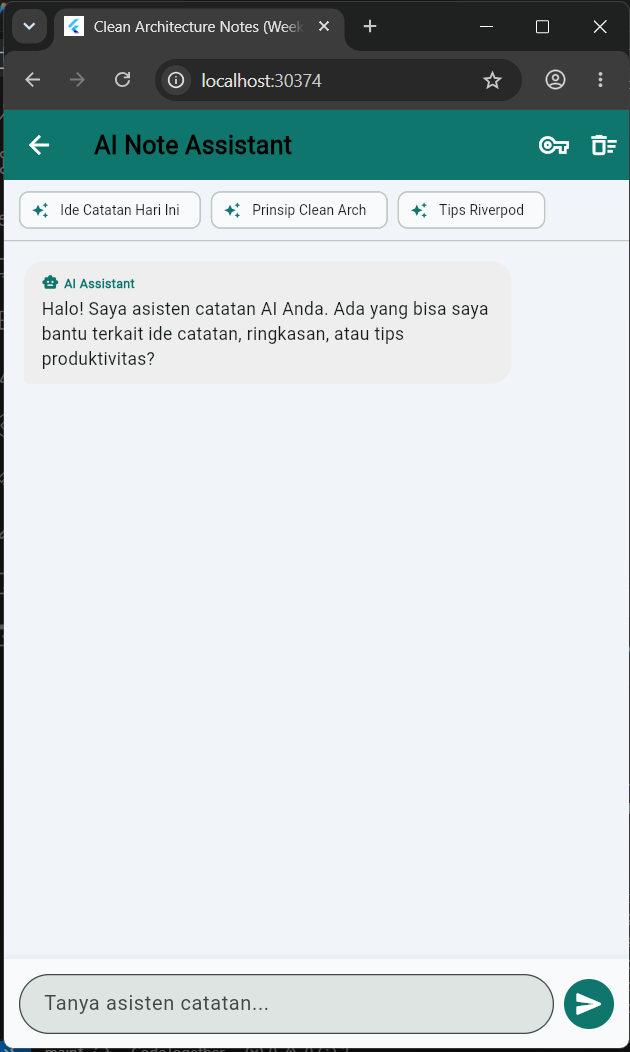 Clean Architecture Notes (Week
localhost:30374
AI Note Assistant
Ide Catatan Hari Ini
Prinsip Clean Arch
Tips Riverpod
AI Assistant
Halo! Saya asisten catatan AI Anda. Ada yang bisa saya
bantu terkait ide catatan, ringkasan, atau tips
produktivitas?
Tanya asisten catatan...